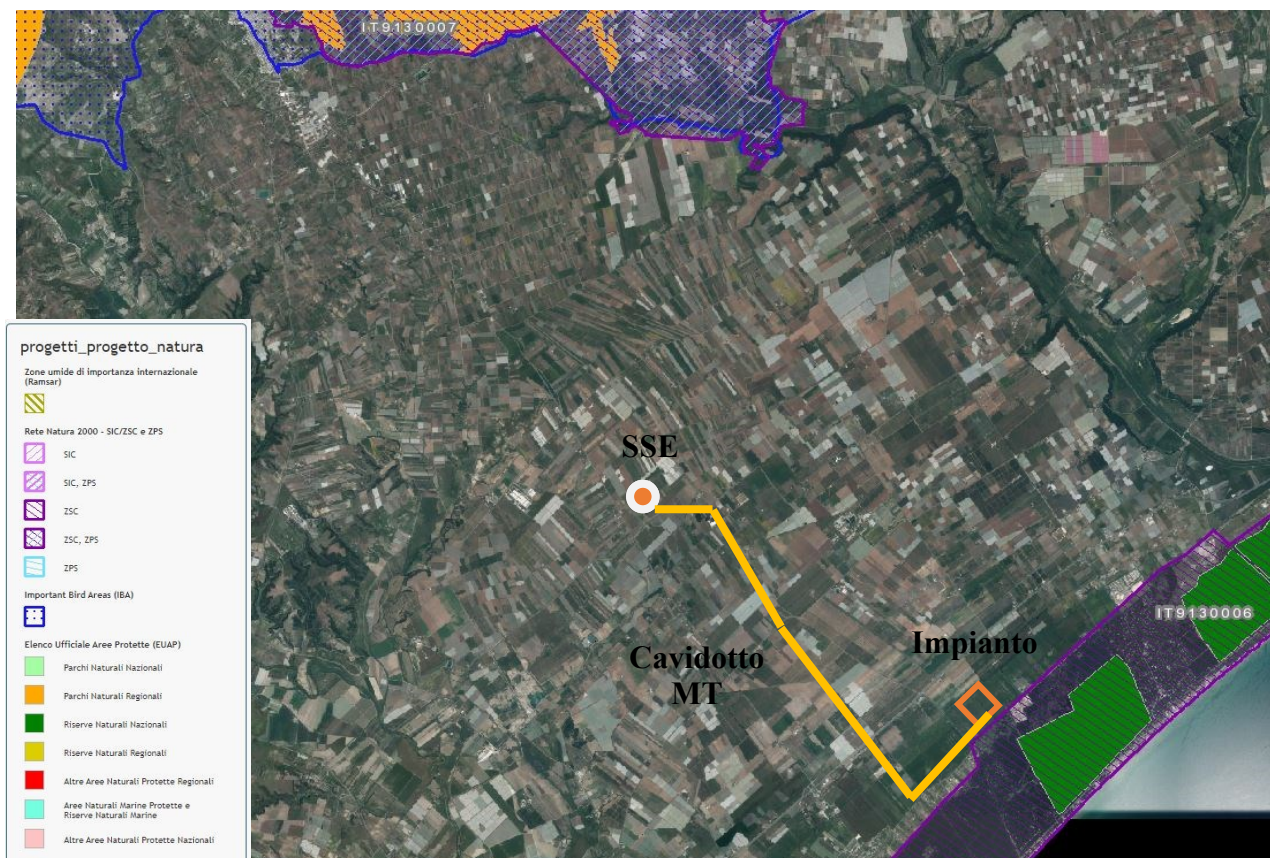 IT9130007
progetti_progetto_natura
Zone umide di importanza internazionale
(Ramsar)
Rete Natura 2000 - SIC/ZSC e ZPS
SIC
SIC, ZPS
ZSC
ZSC, ZPS
ZPS
Important Bird Areas (IBA)
Elenco Ufficiale Aree Protette (EUAP)
Parchi Naturali Nazionali
Parchi Naturali Regionali
Riserve Naturali Nazionali
Riserve Naturali Regionali
Altre Aree Naturali Protette Regionali
Aree Naturali Marine Protette e
Riserve Naturali Marine
Altre Aree Naturali Protette Nazionali
SSE
Cavidotto
MT
Impianto
IT9130006